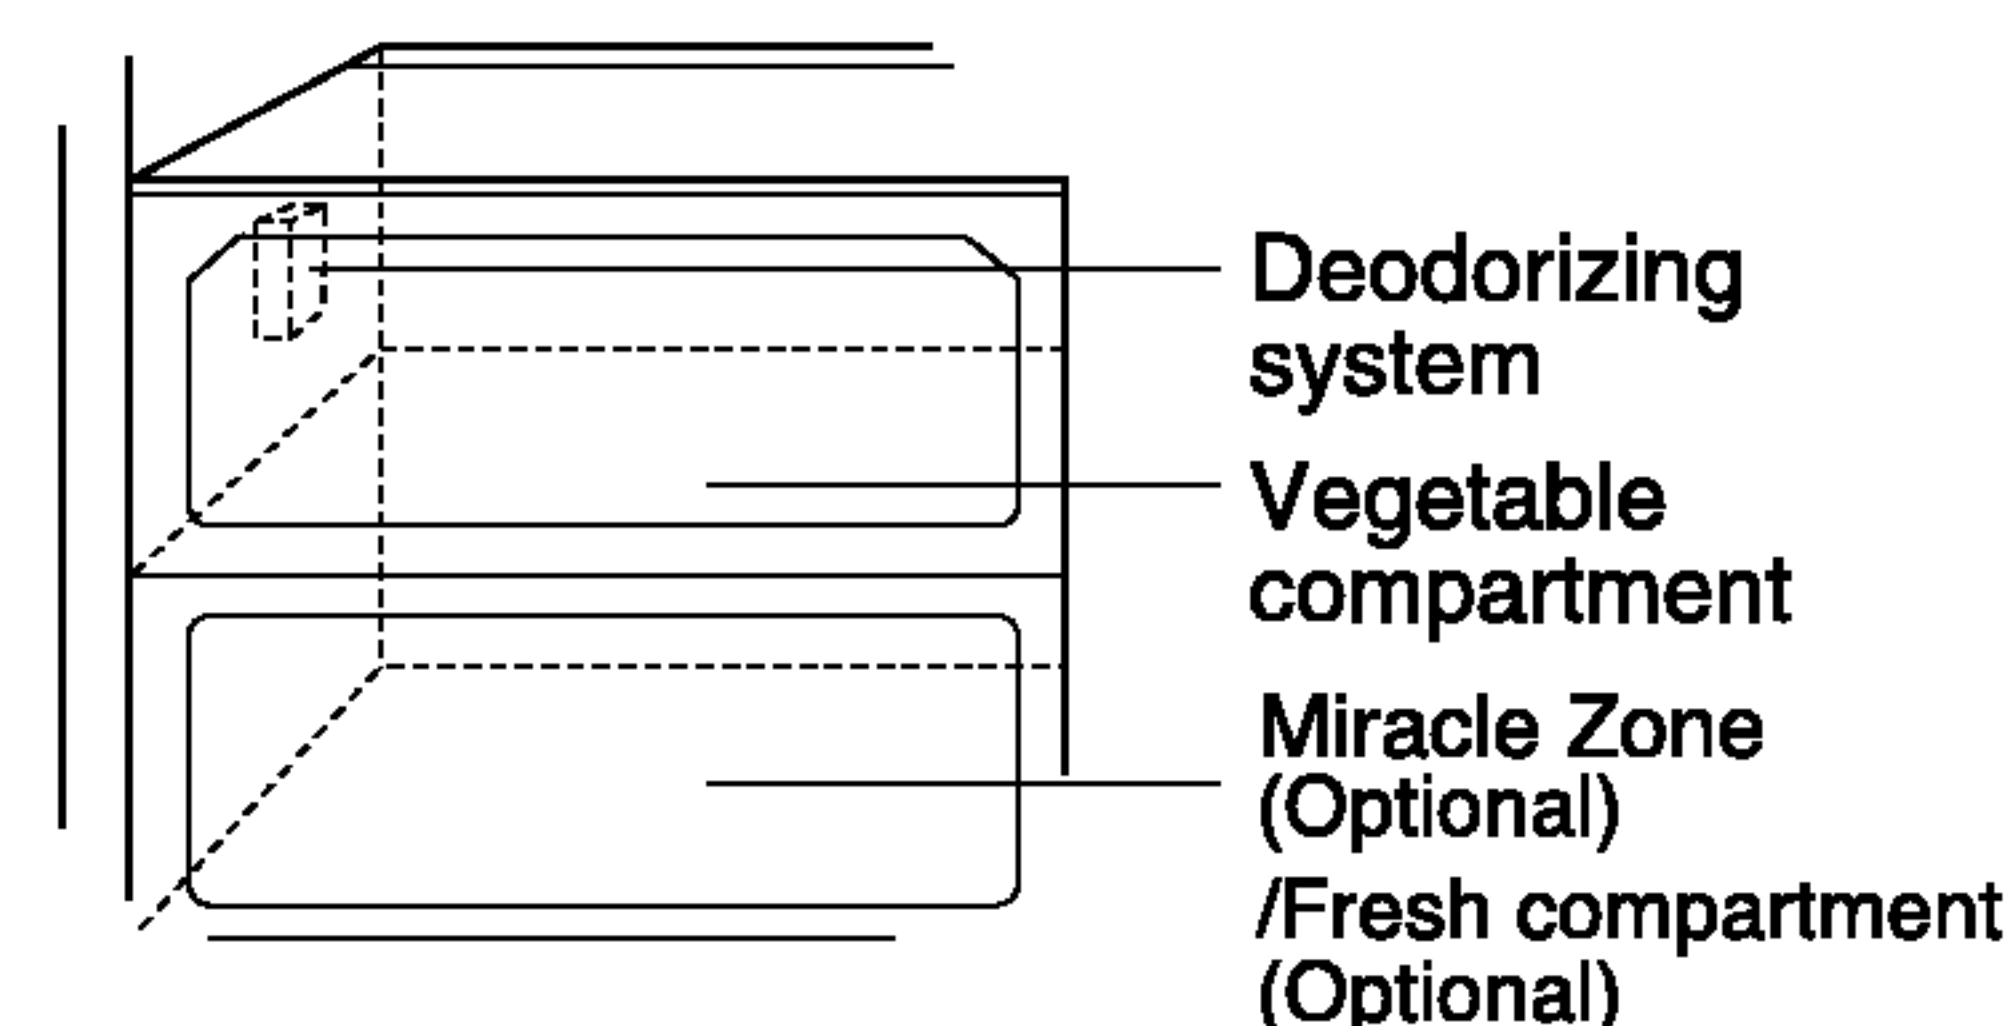 Deodorizing
system
Vegetable
compartment
Miracle Zone
(Optional)
/Fresh compartment
(Optional)